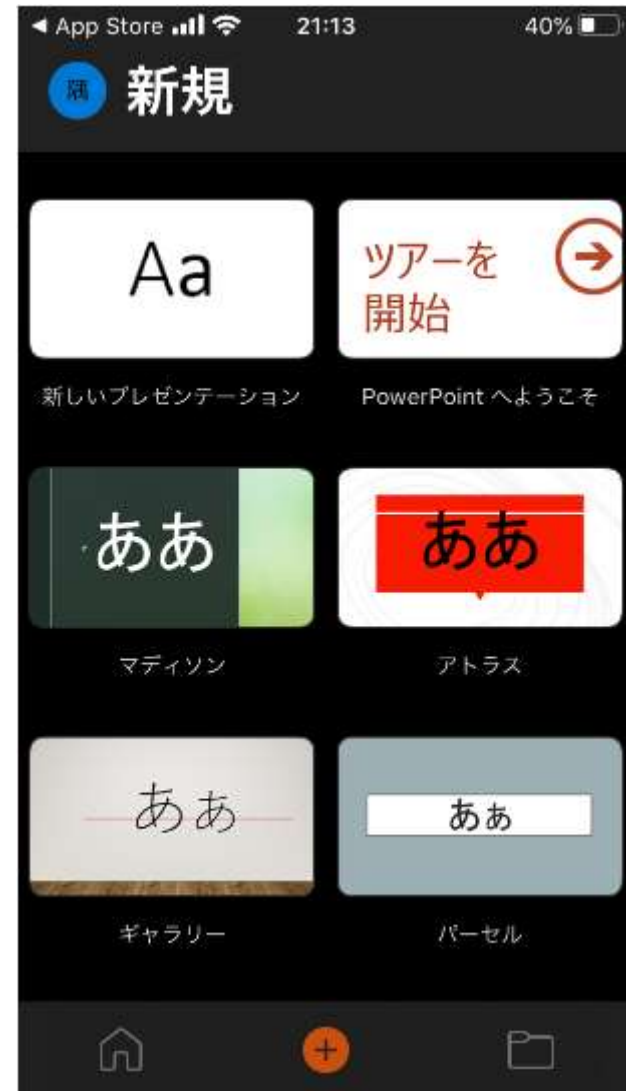 ◀ App Store 21:13 40%
隅 新規
Aa
ツアーを
開始
新しいプレゼンテーション PowerPoint へようこそ
ああ ああ
マディソン アトラス
あぁ あぁ
ギャラリー パーセル